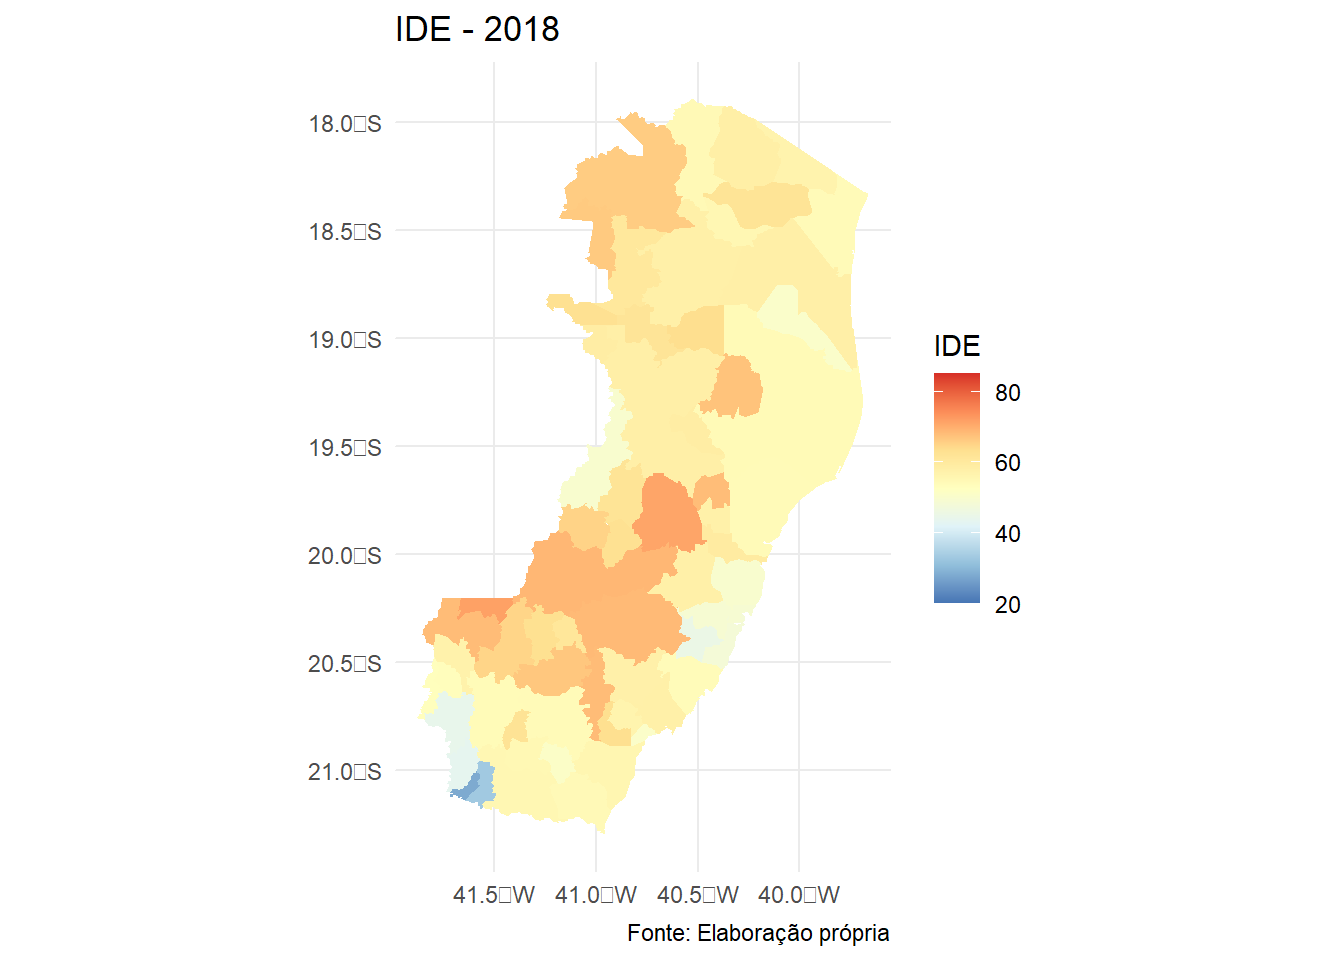 IDE - 2018
18.0□S
18.5□S
19.0□S
19.5□S
20.0□S
20.5□S
21.0□S
41.5□W 41.0□W 40.5□W 40.0□W
IDE
80
60
40
20
Fonte: Elaboração própria